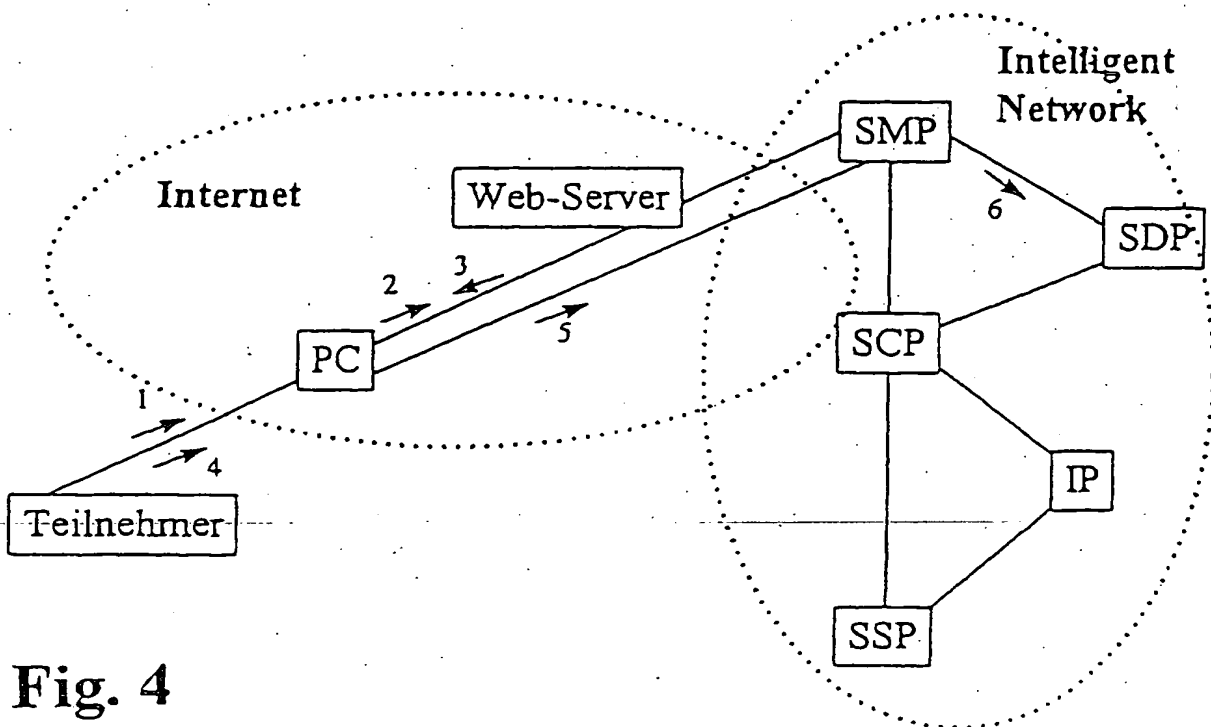 Intelligent
Network
SMP
Internet
Web-Server
6
SDP
2
3
5
PC
SCP
1
4
IP
Teilnehmer
SSP
Fig. 4